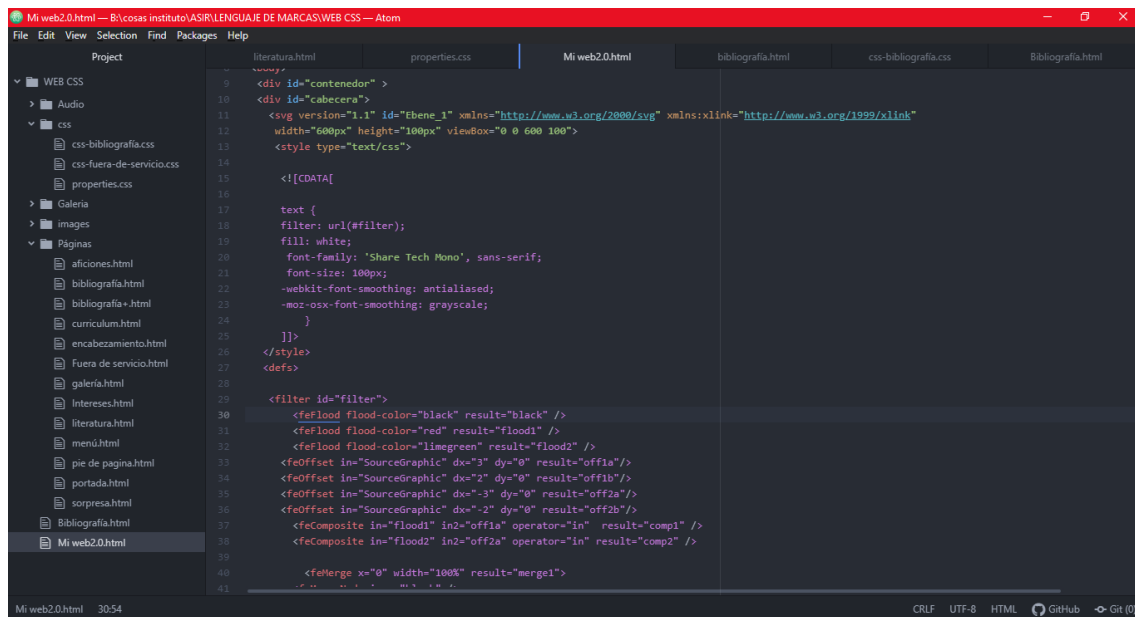 Mi web2.0.html — B:\cosas instituto\ASIR\LENGUAJE DE MARCAS\WEB CSS — Atom
File Edit View Selection Find Packages Help
Project
WEB CSS
Audio
css
css-bibliografía.css
css-fuera-de-servicio.css
properties.css
Galeria
images
Páginas
aficiones.html
bibliografía.html
bibliografía+.html
curriculum.html
encabezamiento.html
Fuera de servicio.html
galería.html
Intereses.html
literatura.html
menú.html
pie de pagina.html
portada.html
sorpresa.html
Bibliografía.html
Mi web2.0.html
literatura.html properties.css Mi web2.0.html bibliografía.html css-bibliografía.css Bibliografía.html
8 <body>
9 <div id="contenedor" >
10 <div id="cabecera">
11 <svg version="1.1" id="Ebene_1" xmlns="http://www.w3.org/2000/svg" xmlns:xlink="http://www.w3.org/1999/xlink"
12 width="600px" height="100px" viewBox="0 0 600 100">
13 <style type="text/css">
14
15 <![CDATA[
16
17 text {
18 filter: url(#filter);
19 fill: white;
20 font-family: 'Share Tech Mono', sans-serif;
21 font-size: 100px;
22 -webkit-font-smoothing: antialiased;
23 -moz-osx-font-smoothing: grayscale;
24 }
25 ]]>
26 </style>
27 <defs>
28
29 <filter id="filter">
30 <feFlood flood-color="black" result="black" />
31 <feFlood flood-color="red" result="flood1" />
32 <feFlood flood-color="limegreen" result="flood2" />
33 <feOffset in="SourceGraphic" dx="3" dy="0" result="off1a"/>
34 <feOffset in="SourceGraphic" dx="2" dy="0" result="off1b"/>
35 <feOffset in="SourceGraphic" dx="-3" dy="0" result="off2a"/>
36 <feOffset in="SourceGraphic" dx="-2" dy="0" result="off2b"/>
37 <feComposite in="flood1" in2="off1a" operator="in"  result="comp1" />
38 <feComposite in="flood2" in2="off2a" operator="in" result="comp2" />
39
40 <feMerge x="0" width="100%" result="merge1">
41
Mi web2.0.html 30:54 CRLF UTF-8 HTML GitHub Git (0)